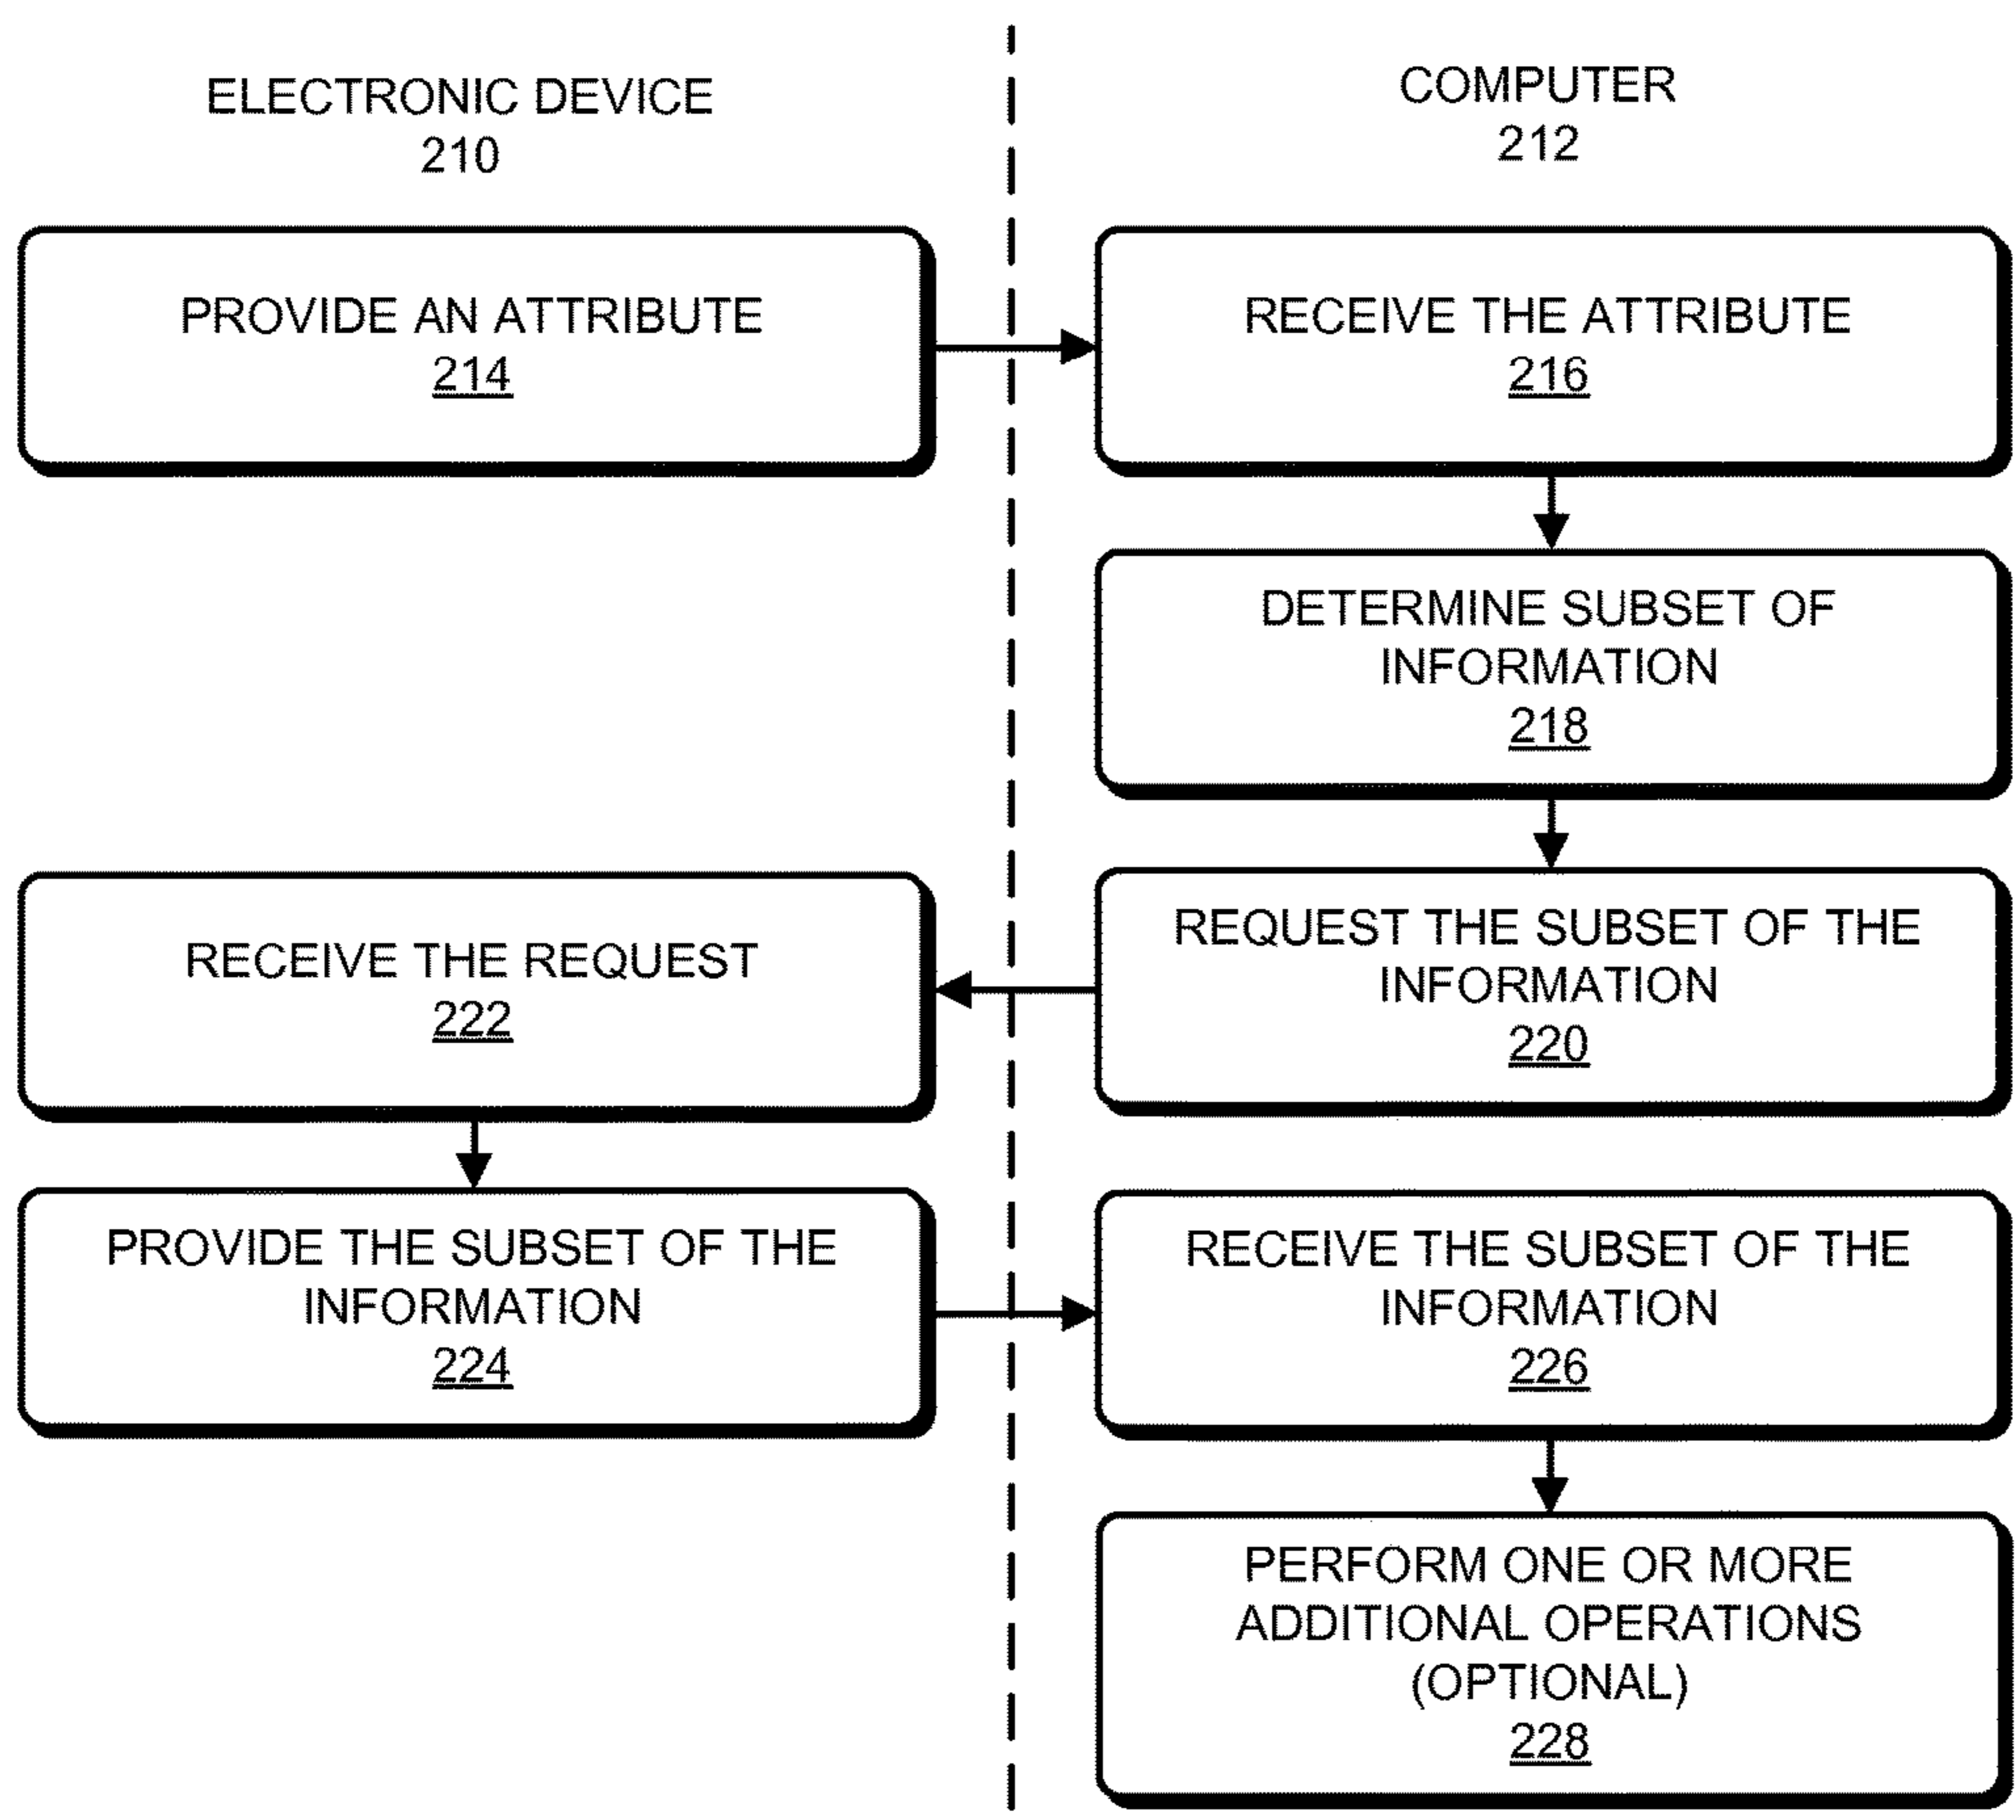 ELECTRONIC DEVICE
210
COMPUTER
212
PROVIDE AN ATTRIBUTE
214
RECEIVE THE ATTRIBUTE
216
DETERMINE SUBSET OF
INFORMATION
218
REQUEST THE SUBSET OF THE
INFORMATION
220
RECEIVE THE REQUEST
222
PROVIDE THE SUBSET OF THE
INFORMATION
224
RECEIVE THE SUBSET OF THE
INFORMATION
226
PERFORM ONE OR MORE
ADDITIONAL OPERATIONS
(OPTIONAL)
228